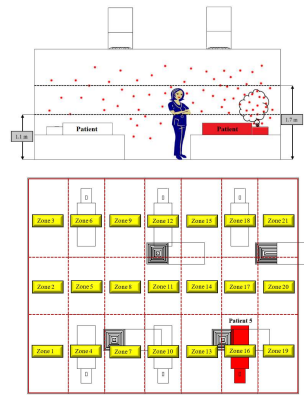 1.1 m
Patient
Patient
1.7 m
Zone 3
Zone 6
Zone 9
Zone 12
Zone 15
Zone 18
Zone 21
Zone 2
Zone 5
Zone 8
Zone 11
Zone 14
Zone 17
Zone 20
Patient 5
Zone 1
Zone 4
Zone 7
Zone 10
Zone 13
Zone 16
Zone 19